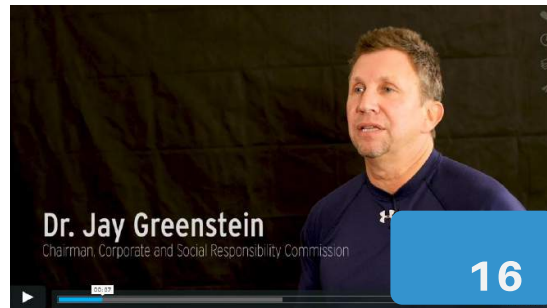 Dr. Jay Greenstein
Chairman, Corporate and Social Responsibility Commission
00:37
16